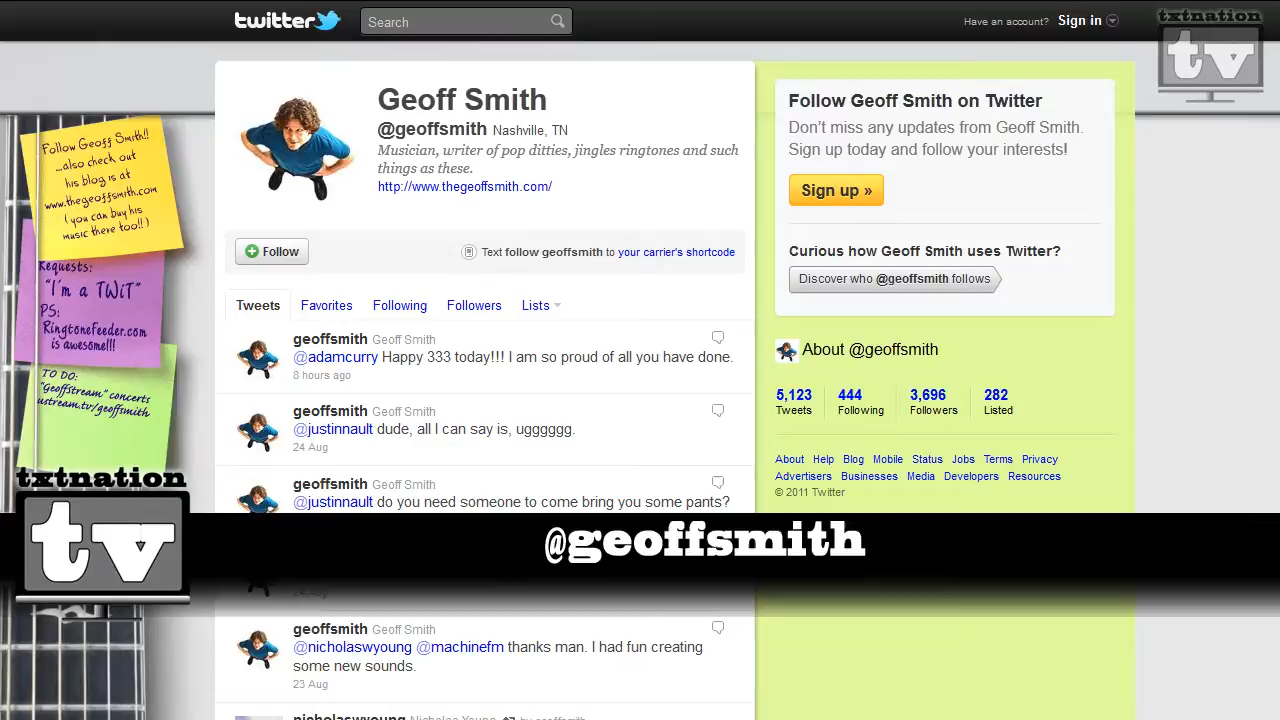 twitter
Search
Have an account? Sign in
txtnation
tv
Geoff Smith
@geoffsmith Nashville, TN
Musician, writer of pop ditties, jingles ringtones and such
things as these.
http://www.thegeoffsmith.com/
Follow
Text follow geoffsmith to your carrier's shortcode
Tweets Favorites Following Followers Lists
geoffsmith Geoff Smith
@adamcurry Happy 333 today!!! I am so proud of all you have done.
8 hours ago
geoffsmith Geoff Smith
@justinnault dude, all I can say is, ugggggg.
24 Aug
geoffsmith Geoff Smith
@justinnault do you need someone to come bring you some pants?
geoffsmith Geoff Smith
@nicholaswyoung @machinefm thanks man. I had fun creating
some new sounds.
23 Aug
nicholaswyoung Nicholas Young by geoffsmith
Follow Geoff Smith on Twitter
Don't miss any updates from Geoff Smith.
Sign up today and follow your interests!
Sign up »
Curious how Geoff Smith uses Twitter?
Discover who @geoffsmith follows
About @geoffsmith
5,123 444 3,696 282
Tweets Following Followers Listed
About Help Blog Mobile Status Jobs Terms Privacy
Advertisers Businesses Media Developers Resources
© 2011 Twitter
Follow Geoff Smith!!
...also check out
his blog is at
www.thegeoffsmith.com
( you can buy his
music there too!! )
Requests:
"I'm a TWiT"
PS:
RingtoneFeeder.com
is awesome!!!
TO DO:
"GeoffStream" concerts
ustream.tv/geoffsmith
txtnation
tv
@geoffsmith